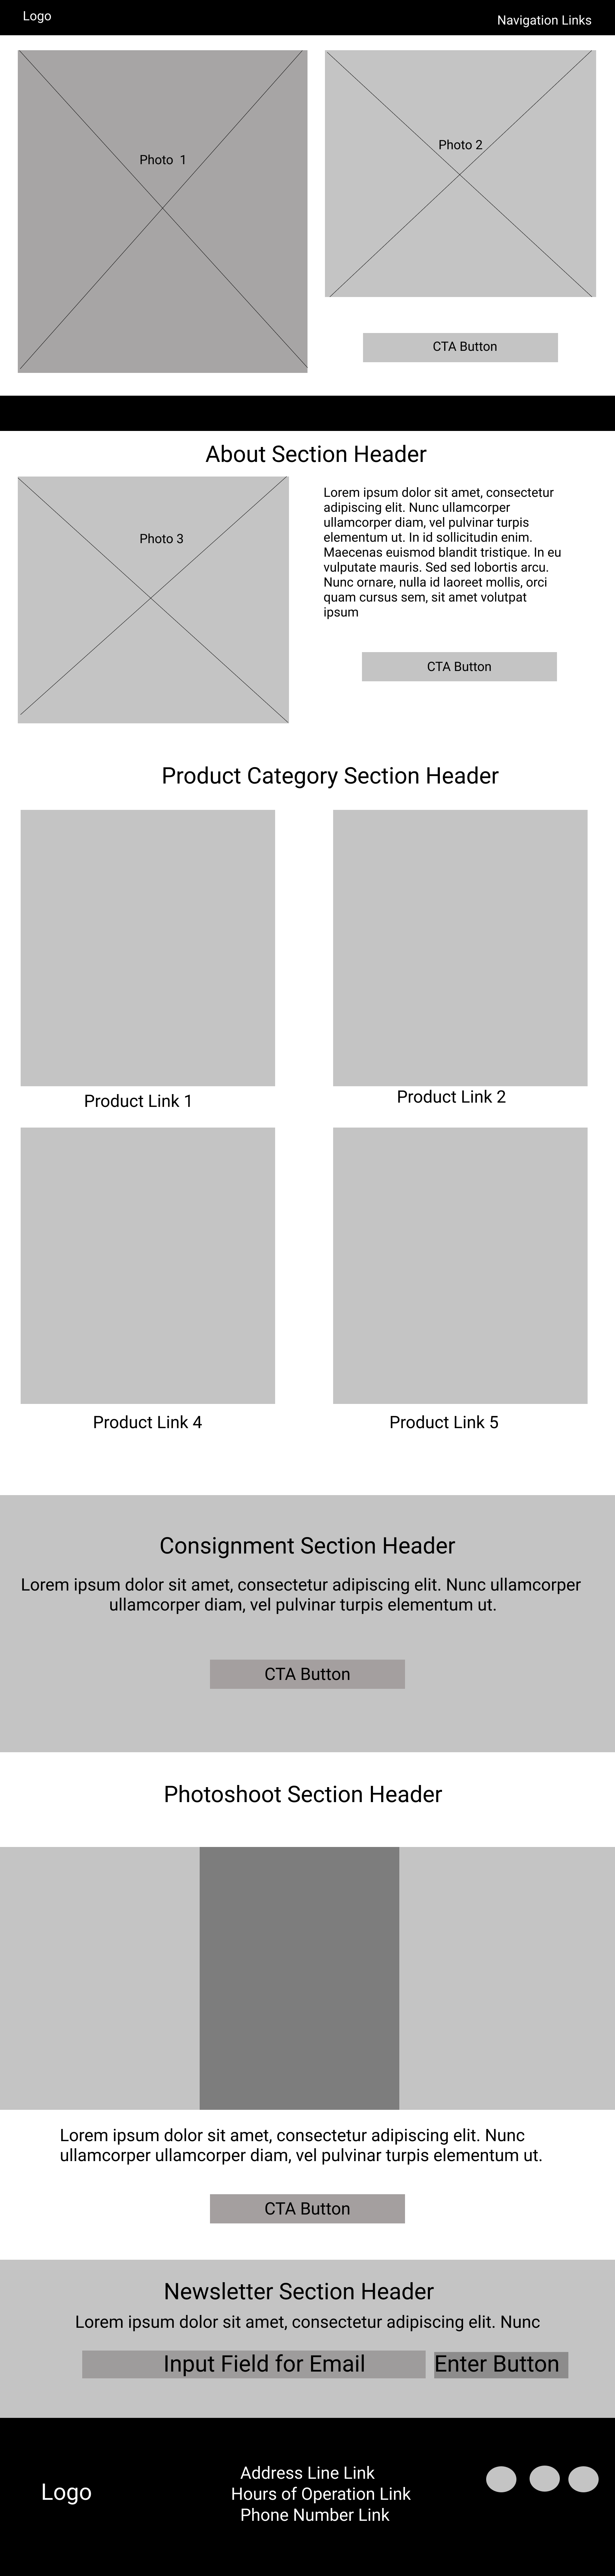 Logo
Navigation Links
Photo 1
Photo 2
CTA Button
About Section Header
Photo 3
Lorem ipsum dolor sit amet, consectetur
adipiscing elit. Nunc ullamcorper
ullamcorper diam, vel pulvinar turpis
elementum ut. In id sollicitudin enim.
Maecenas euismod blandit tristique. In eu
vulputate mauris. Sed sed lobortis arcu.
Nunc ornare, nulla id laoreet mollis, orci
quam cursus sem, sit amet volutpat
ipsum
CTA Button
Product Category Section Header
Product Link 1
Product Link 2
Product Link 4
Product Link 5
Consignment Section Header
Lorem ipsum dolor sit amet, consectetur adipiscing elit. Nunc ullamcorper
ullamcorper diam, vel pulvinar turpis elementum ut.
CTA Button
Photoshoot Section Header
Lorem ipsum dolor sit amet, consectetur adipiscing elit. Nunc
ullamcorper ullamcorper diam, vel pulvinar turpis elementum ut.
CTA Button
Newsletter Section Header
Lorem ipsum dolor sit amet, consectetur adipiscing elit. Nunc
Input Field for Email
Enter Button
Logo
Address Line Link
Hours of Operation Link
Phone Number Link